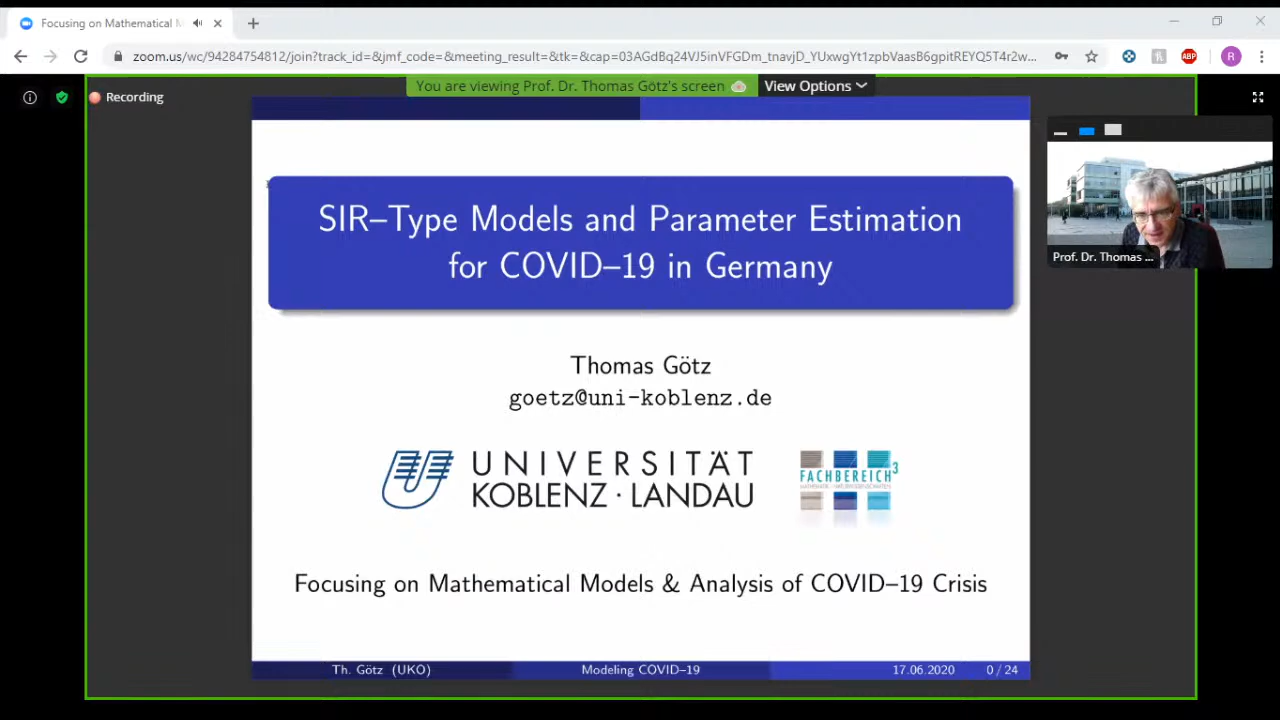 Focusing on Mathematical M
zoom.us/wc/94284754812/join?track_id=&jmf_code=&meeting_result=&tk=&cap=03AGdBq24VJ5inVFGDm_tnavjD_YUxwgYt1zpbVaasB6gpitREYQ5T4r2w...
ABP
R
Recording
You are viewing Prof. Dr. Thomas Götz's screen
View Options
SIR–Type Models and Parameter Estimation
for COVID–19 in Germany
Prof. Dr. Thomas ...
Thomas Götz
goetz@uni-koblenz.de
UNIVERSITÄT
KOBLENZ · LANDAU
FACHBEREICH 3
Focusing on Mathematical Models & Analysis of COVID–19 Crisis
Th. Götz (UKO) Modeling COVID–19 17.06.2020 0 / 24